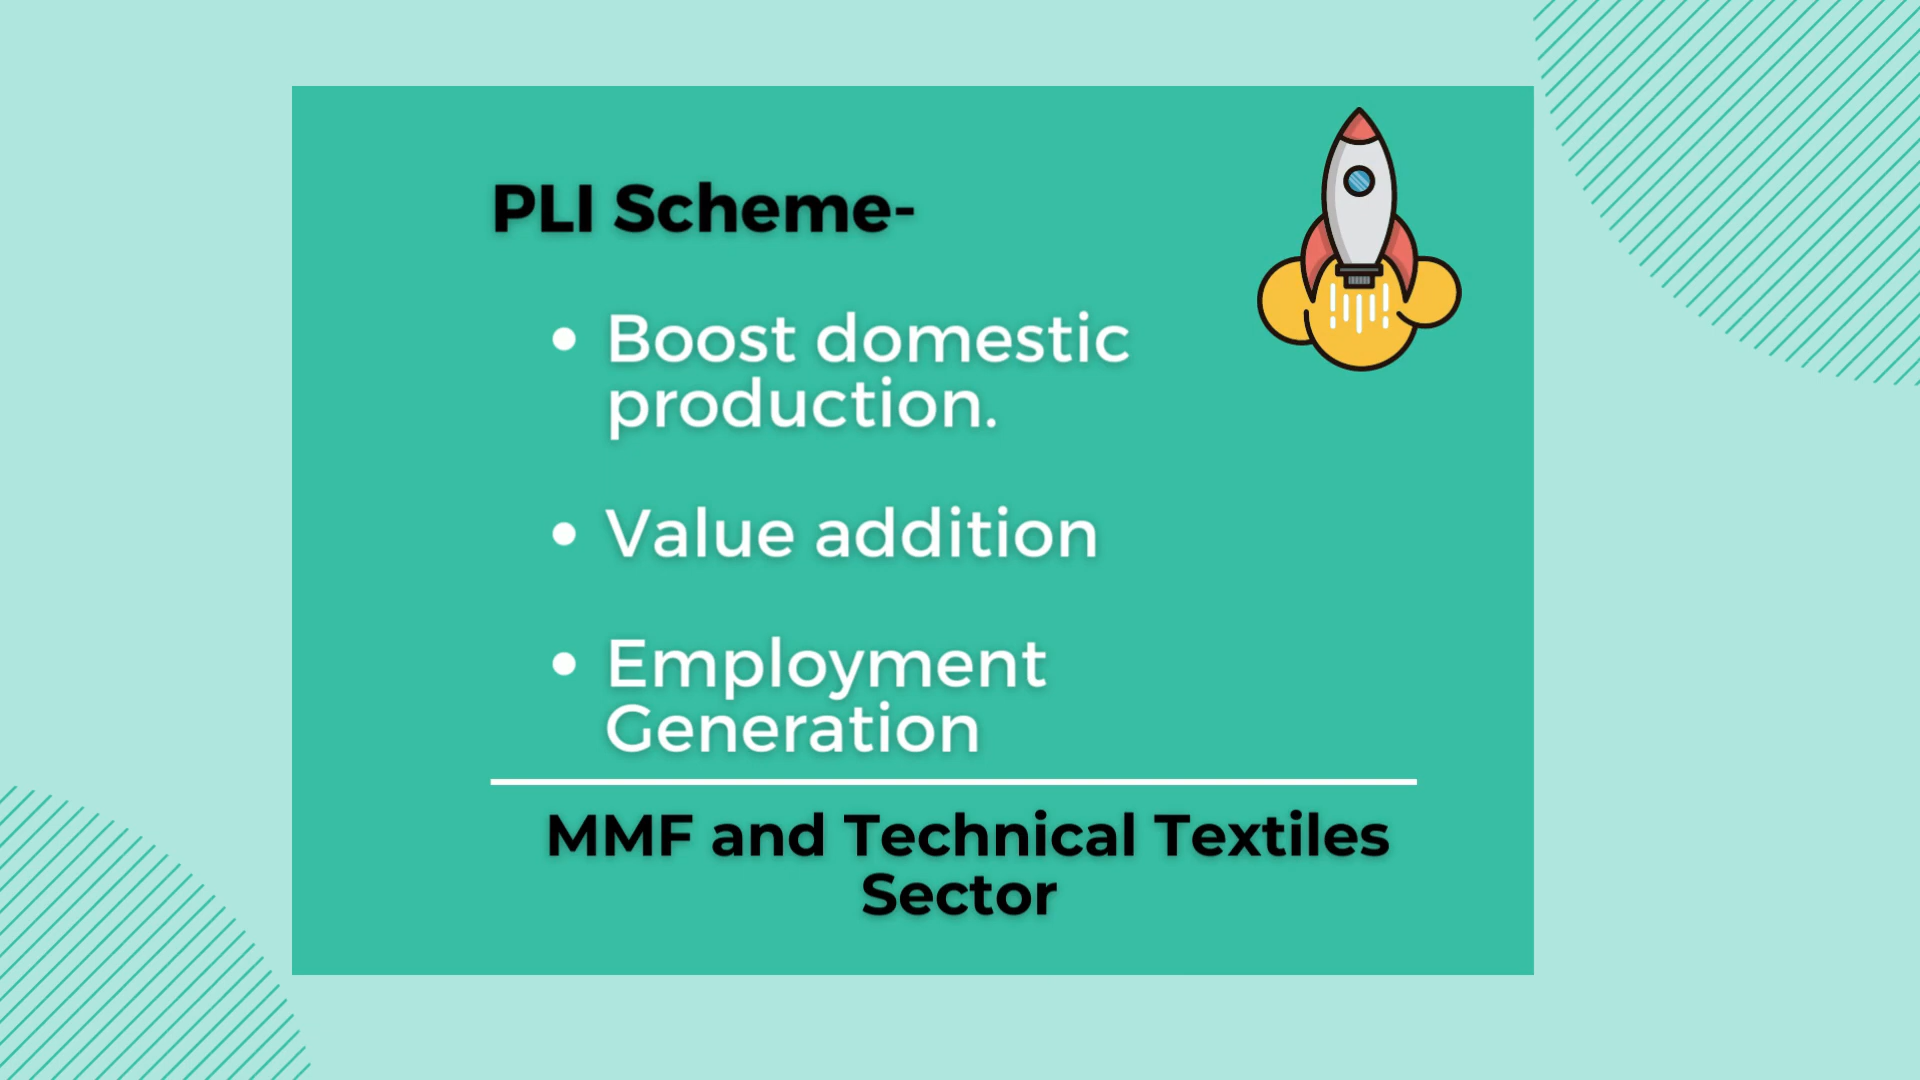 PLI Scheme-
• Boost domestic
production.
• Value addition
• Employment
Generation
MMF and Technical Textiles
Sector